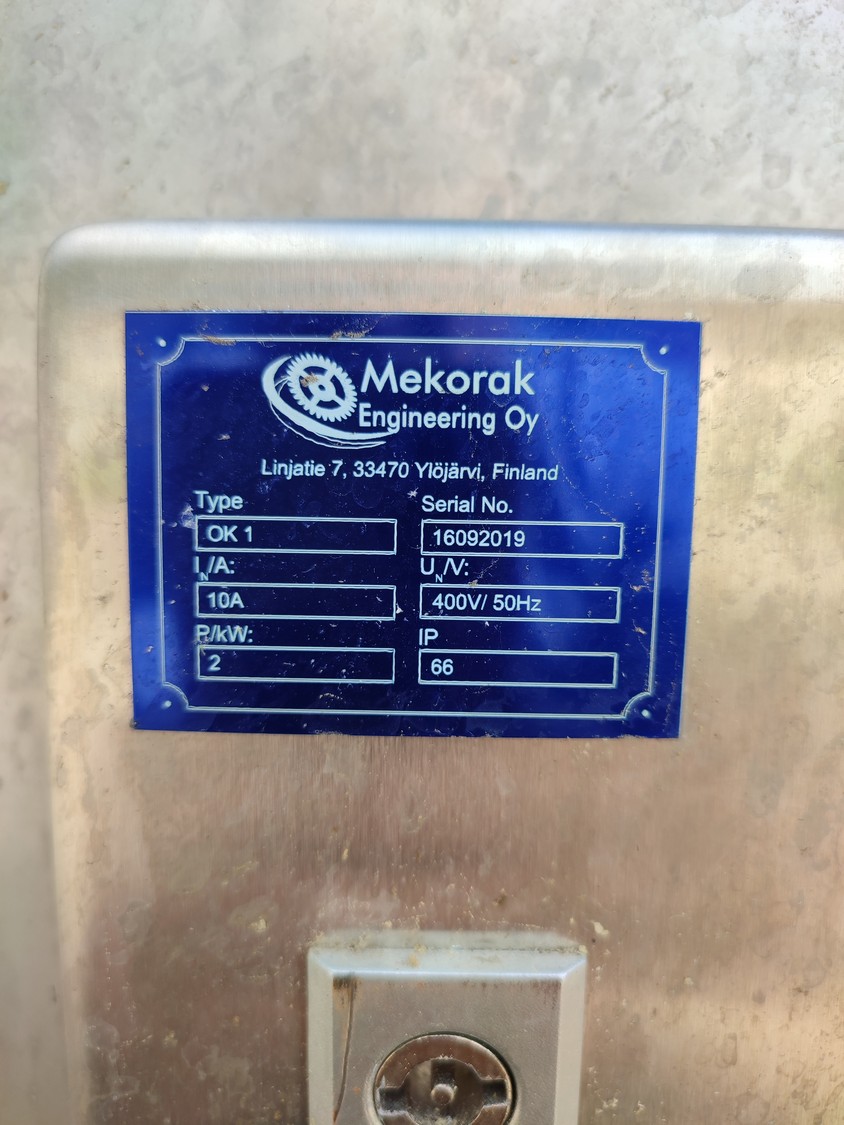 Mekorak
Engineering Oy
Linjatie 7, 33470 Ylöjärvi, Finland
Type Serial No.
OK 1 16092019
IN/A: UN/V:
10A 400V/ 50Hz
P/kW: IP
2 66